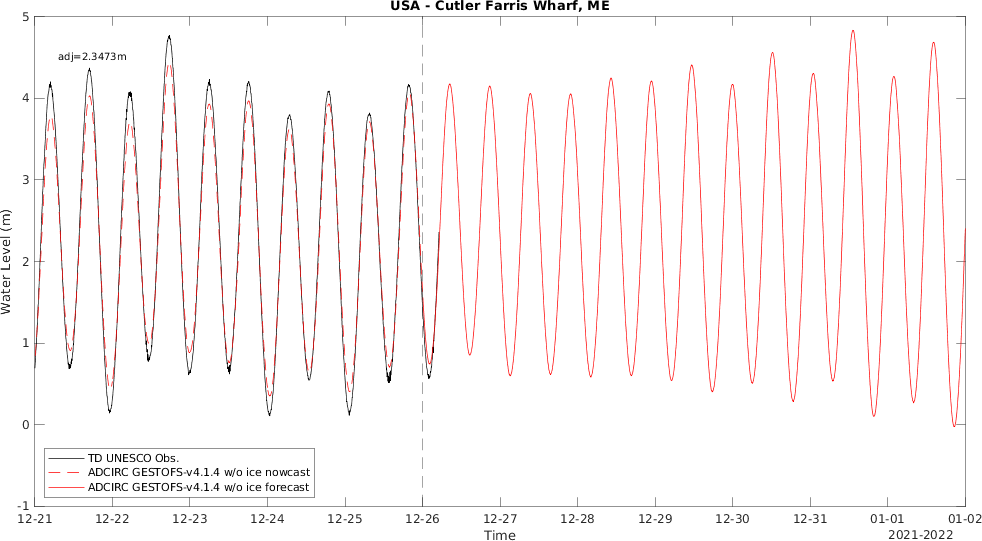 USA - Cutler Farris Wharf, ME
adj=2.3473m
5
4
3
2
1
0
-1
Water Level (m)
TD UNESCO Obs.
ADCIRC GESTOFS-v4.1.4 w/o ice nowcast
ADCIRC GESTOFS-v4.1.4 w/o ice forecast
12-21 12-22 12-23 12-24 12-25 12-26 12-27 12-28 12-29 12-30 12-31 01-01 01-02
Time
2021-2022